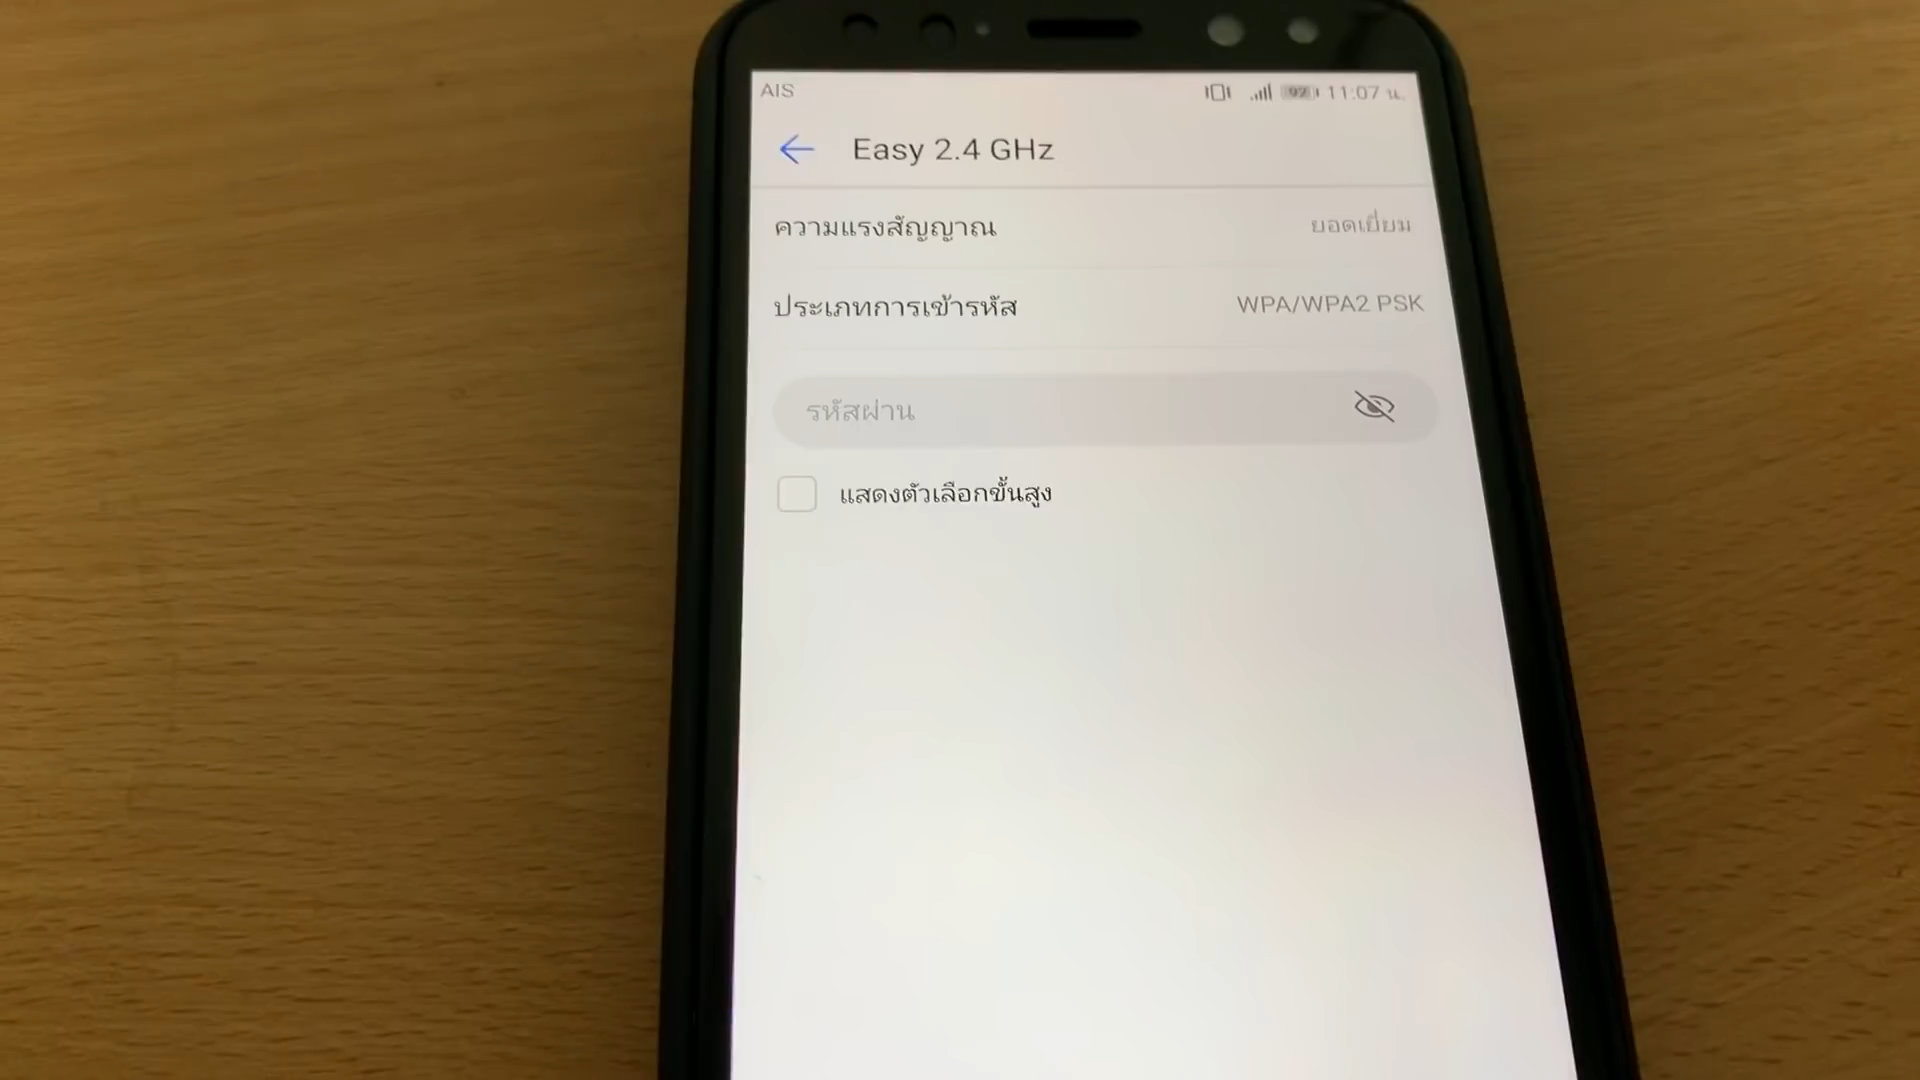 AIS 92 11:07 น.
Easy 2.4 GHz
ความแรงสัญญาณ ยอดเยี่ยม
ประเภทการเข้ารหัส WPA/WPA2 PSK
รหัสผ่าน
แสดงตัวเลือกขั้นสูง